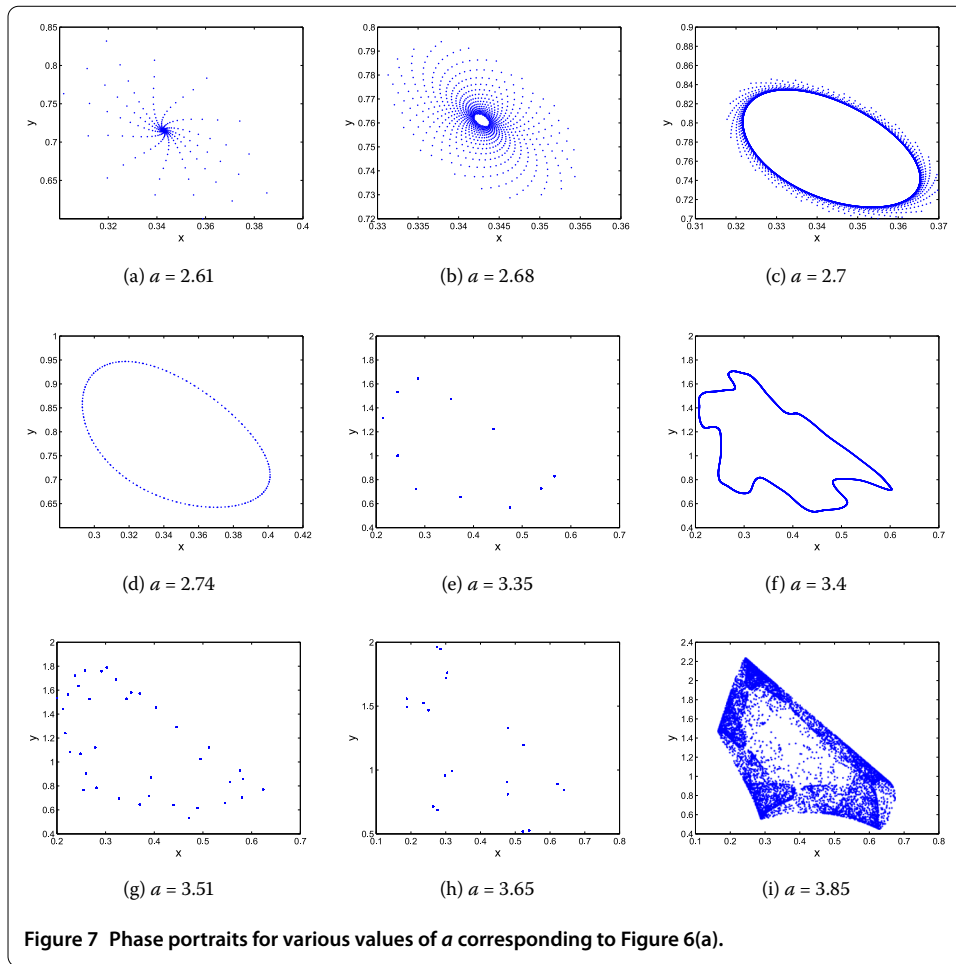 0.85
0.8
0.75
0.7
0.65
y
0.32 0.34 0.36 0.38 0.4
x
(a) a = 2.61
0.8
0.79
0.78
0.77
0.76
0.75
0.74
0.73
0.72
y
0.33 0.335 0.34 0.345 0.35 0.355 0.36
x
(b) a = 2.68
0.9
0.88
0.86
0.84
0.82
0.8
0.78
0.76
0.74
0.72
0.7
y
0.31 0.32 0.33 0.34 0.35 0.36 0.37
x
(c) a = 2.7
1
0.95
0.9
0.85
0.8
0.75
0.7
0.65
y
0.3 0.32 0.34 0.36 0.38 0.4 0.42
x
(d) a = 2.74
2
1.8
1.6
1.4
1.2
1
0.8
0.6
0.4
y
0.2 0.3 0.4 0.5 0.6 0.7
x
(e) a = 3.35
2
1.8
1.6
1.4
1.2
1
0.8
0.6
0.4
y
0.2 0.3 0.4 0.5 0.6 0.7
x
(f) a = 3.4
2
1.8
1.6
1.4
1.2
1
0.8
0.6
0.4
y
0.2 0.3 0.4 0.5 0.6 0.7
x
(g) a = 3.51
2
1.5
1
0.5
y
0.1 0.2 0.3 0.4 0.5 0.6 0.7 0.8
x
(h) a = 3.65
2.4
2.2
2
1.8
1.6
1.4
1.2
1
0.8
0.6
0.4
y
0.1 0.2 0.3 0.4 0.5 0.6 0.7 0.8
x
(i) a = 3.85
Figure 7 Phase portraits for various values of a corresponding to Figure 6(a).